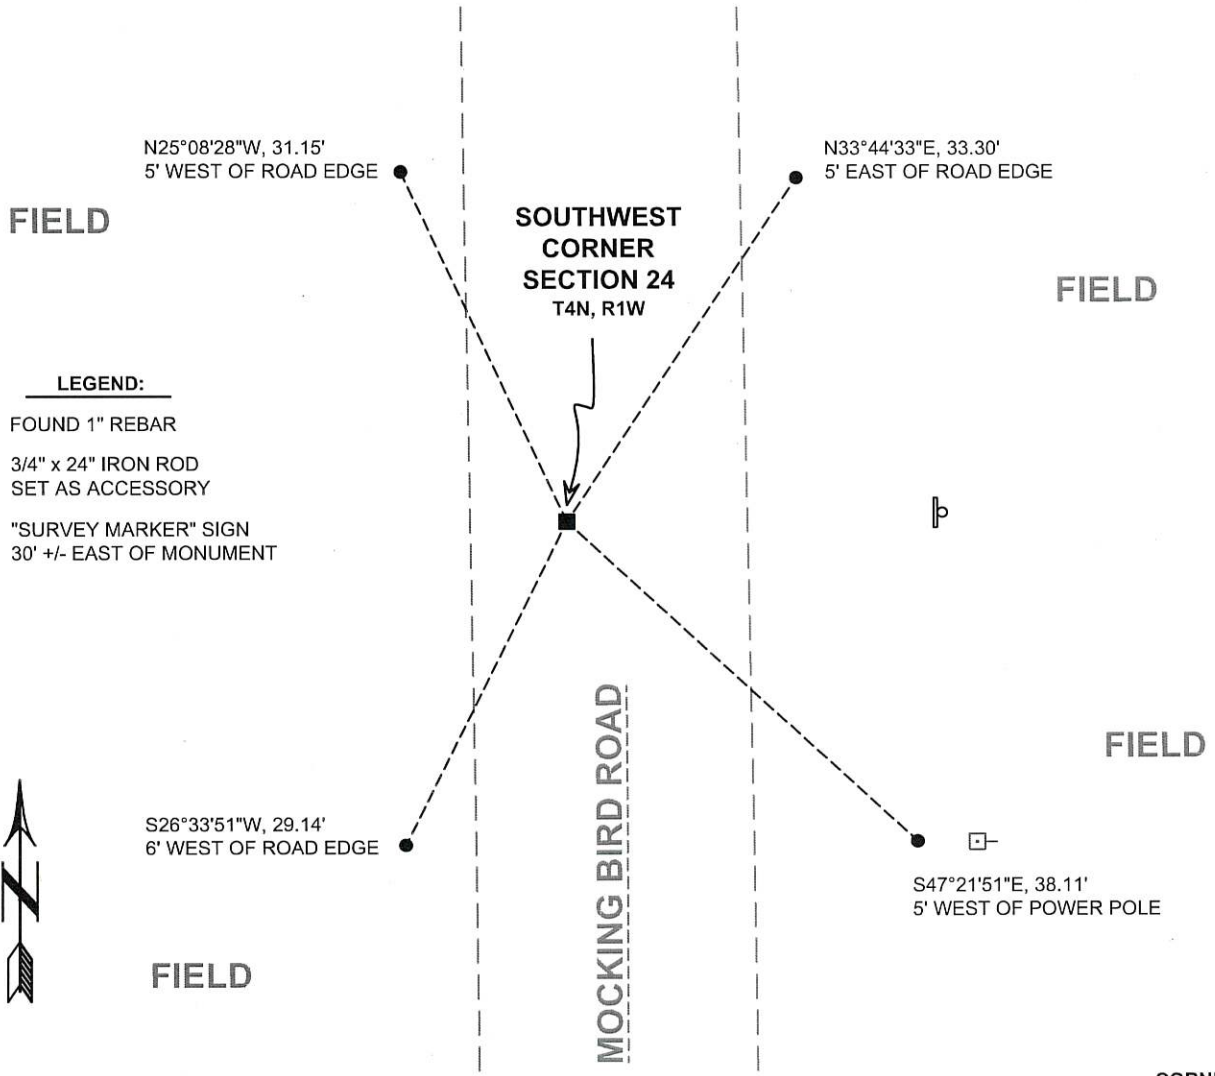 N25°08'28"W, 31.15'
5' WEST OF ROAD EDGE
N33°44'33"E, 33.30'
5' EAST OF ROAD EDGE
FIELD
SOUTHWEST
CORNER
SECTION 24
T4N, R1W
FIELD
LEGEND:
FOUND 1" REBAR
3/4" x 24" IRON ROD
SET AS ACCESSORY
"SURVEY MARKER" SIGN
30' +/- EAST OF MONUMENT
MOCKING BIRD ROAD
FIELD
S26°33'51"W, 29.14'
6' WEST OF ROAD EDGE
N
S47°21'51"E, 38.11'
5' WEST OF POWER POLE
FIELD